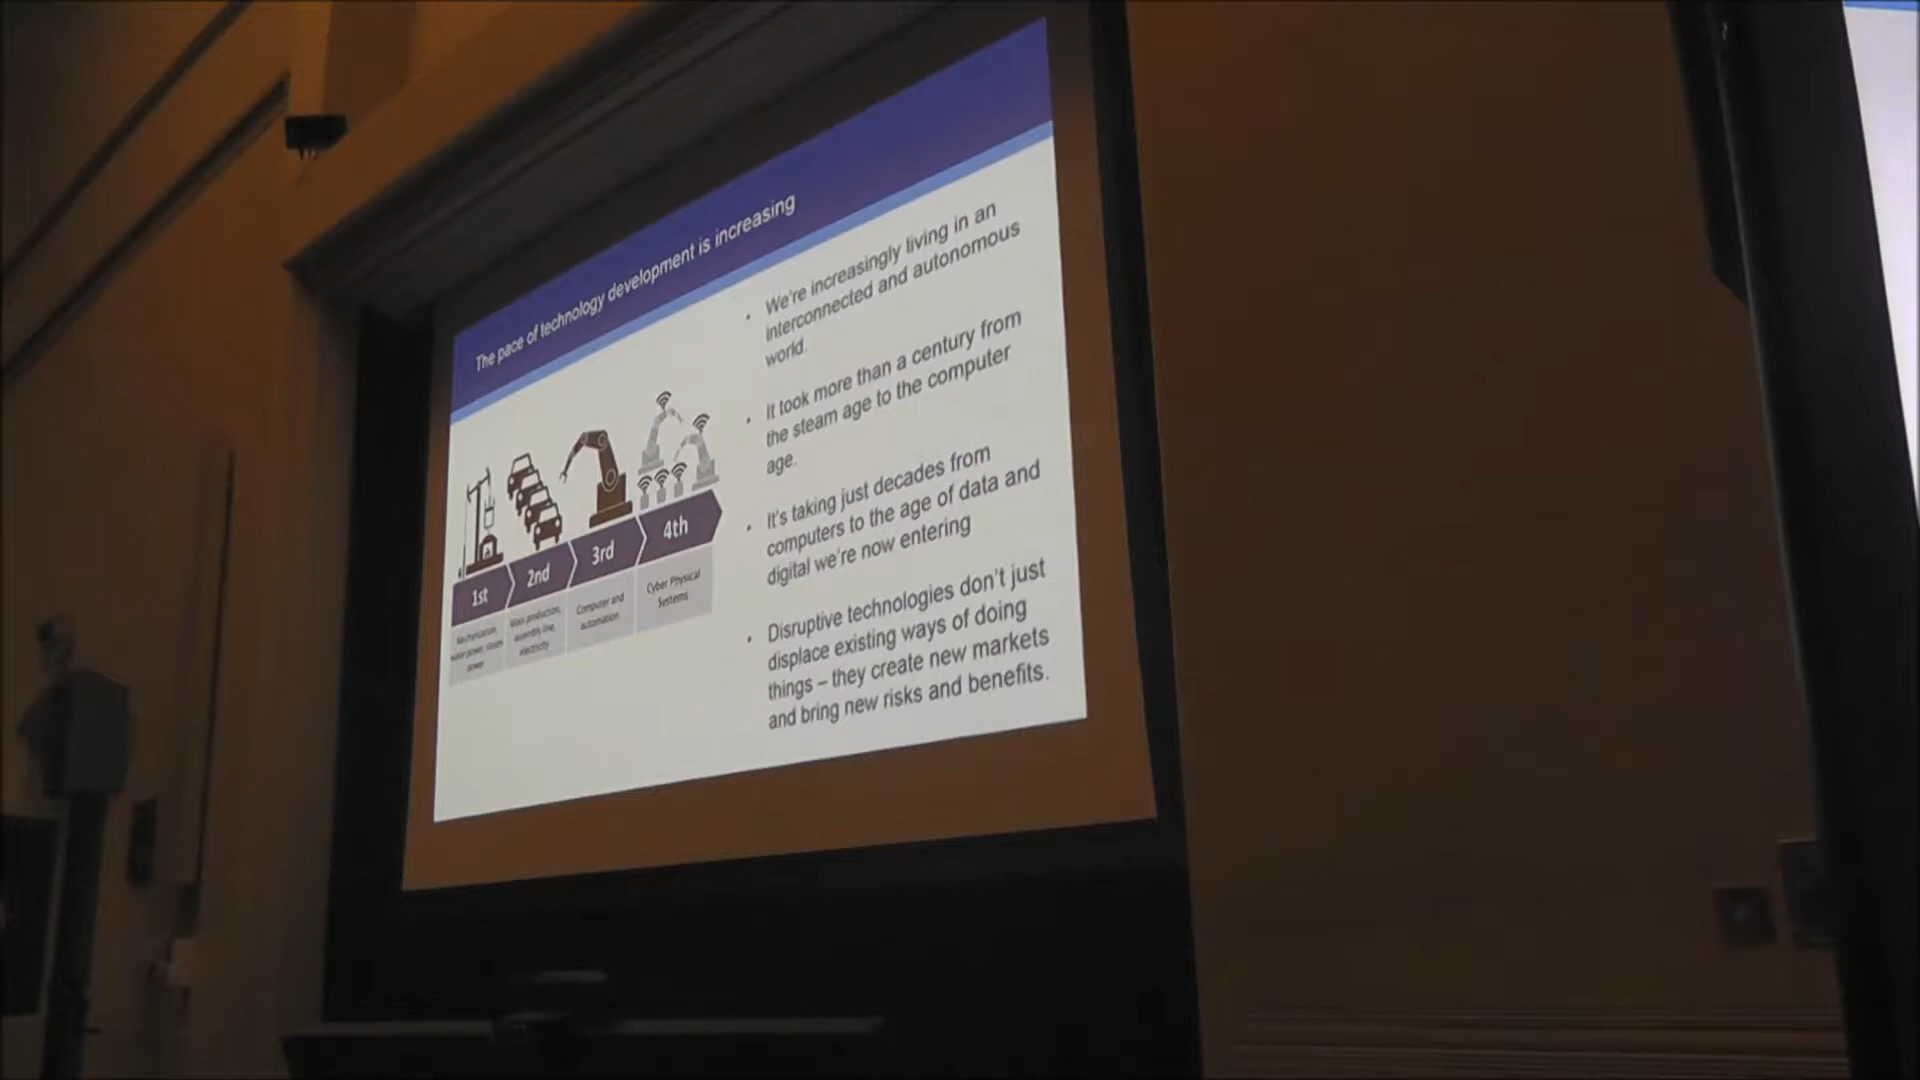 The pace of technology development is increasing
• We're increasingly living in an
interconnected and autonomous
world.
• It took more than a century from
the steam age to the computer
age.
• It's taking just decades from
computers to the age of data and
digital we're now entering
• Disruptive technologies don't just
displace existing ways of doing
things – they create new markets
and bring new risks and benefits.
1st
2nd
3rd
4th
Mechanization,
water power, steam
power
Mass production,
assembly line,
electricity
Computer and
automation
Cyber Physical
Systems